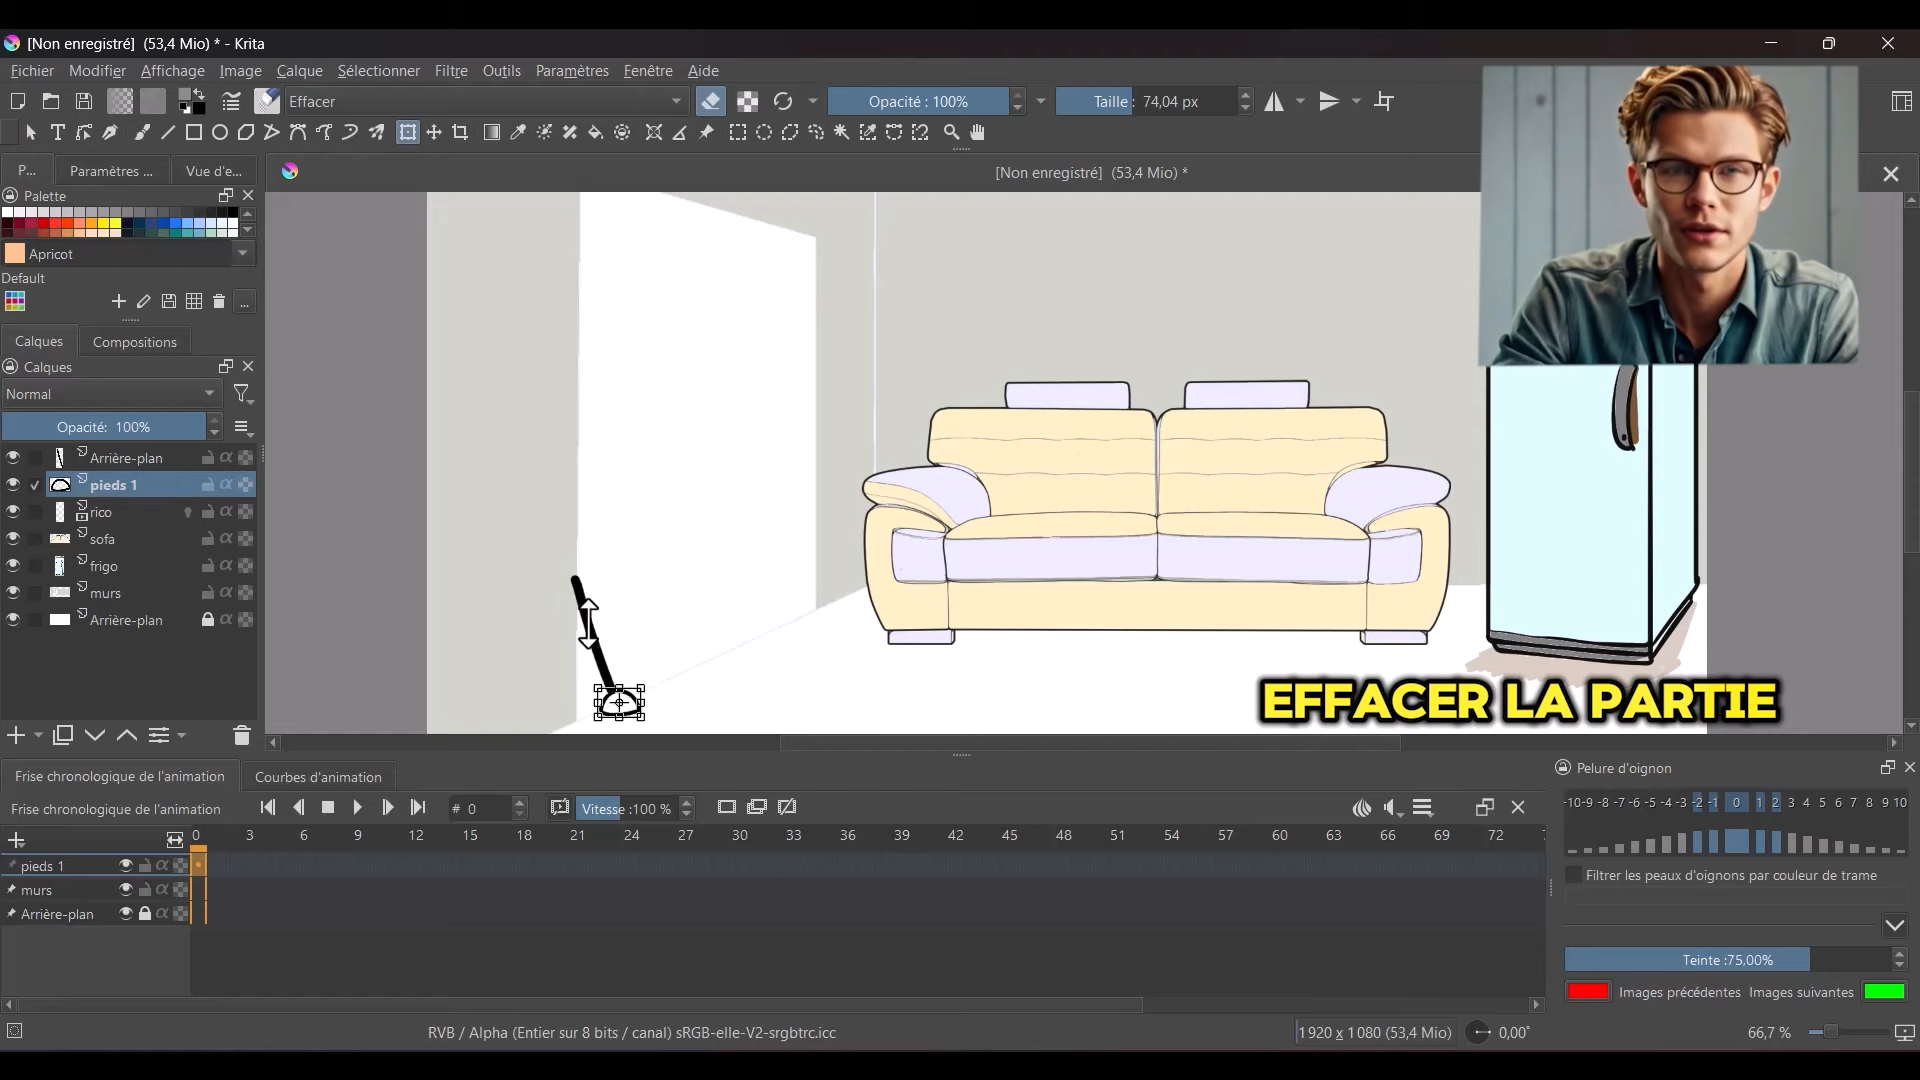 [Non enregistré] (53,4 Mio) * - Krita
Fichier Modifier Affichage Image Calque Sélectionner Filtre Outils Paramètres Fenêtre Aide
Effacer
Opacité : 100%
Taille : 74,04 px
P... Paramètres ... Vue d'e...
[Non enregistré] (53,4 Mio) *
Palette
Apricot
Default
...
Calques Compositions
Calques
Normal
Opacité: 100%
Arrière-plan
pieds 1
rico
sofa
frigo
murs
Arrière-plan
EFFACER LA PARTIE
Frise chronologique de l'animation Courbes d'animation
Frise chronologique de l'animation
# 0
Vitesse :100 %
0 3 6 9 12 15 18 21 24 27 30 33 36 39 42 45 48 51 54 57 60 63 66 69 72
pieds 1
murs
Arrière-plan
Pelure d'oignon
-10 -9 -8 -7 -6 -5 -4 -3 -2 -1 0 1 2 3 4 5 6 7 8 9 10
Filtrer les peaux d'oignons par couleur de trame
Teinte :75,00%
Images précédentes Images suivantes
RVB / Alpha (Entier sur 8 bits / canal) sRGB-elle-V2-srgbtrc.icc
1 920 x 1 080 (53,4 Mio)
0,00°
66,7 %